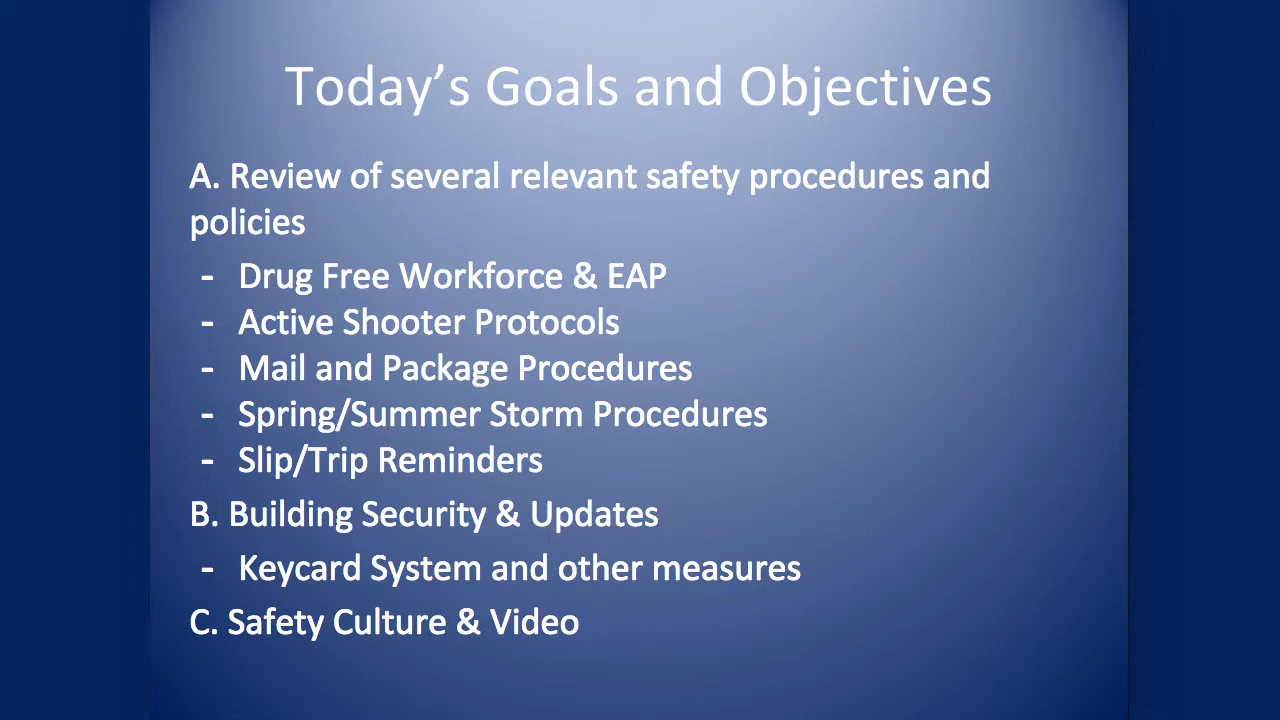 Today’s Goals and Objectives
A. Review of several relevant safety procedures and
policies
- Drug Free Workforce & EAP
- Active Shooter Protocols
- Mail and Package Procedures
- Spring/Summer Storm Procedures
- Slip/Trip Reminders
B. Building Security & Updates
- Keycard System and other measures
C. Safety Culture & Video